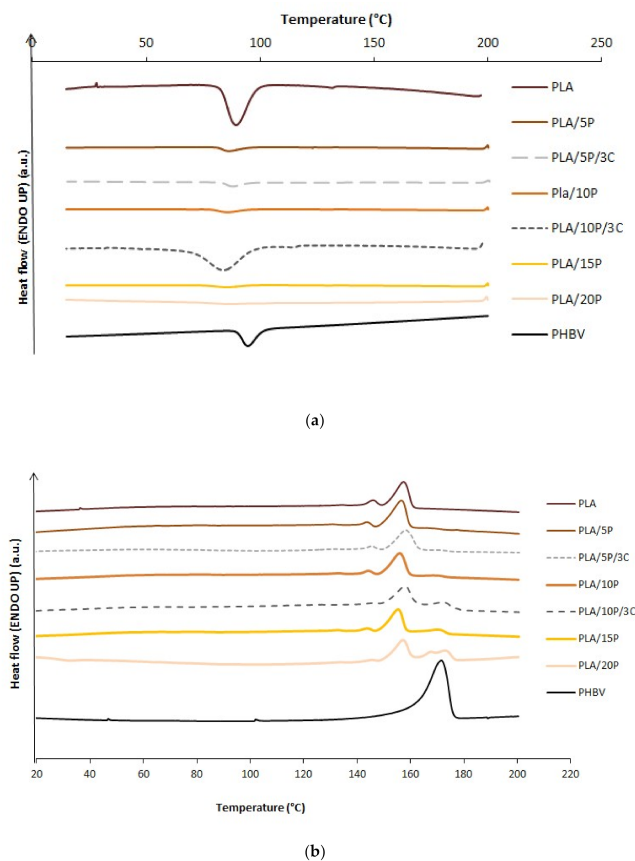 Temperature (°C)
0 50 100 150 200 250
Heat flow (ENDO UP) (a.u.)
PLA
PLA/5P
PLA/5P/3C
Pla/10P
PLA/10P/3C
PLA/15P
PLA/20P
PHBV
(a)
Heat flow (ENDO UP) (a.u.)
PLA
PLA/5P
PLA/5P/3C
PLA/10P
PLA/10P/3C
PLA/15P
PLA/20P
PHBV
20 40 60 80 100 120 140 160 180 200 220
Temperature (°C)
(b)